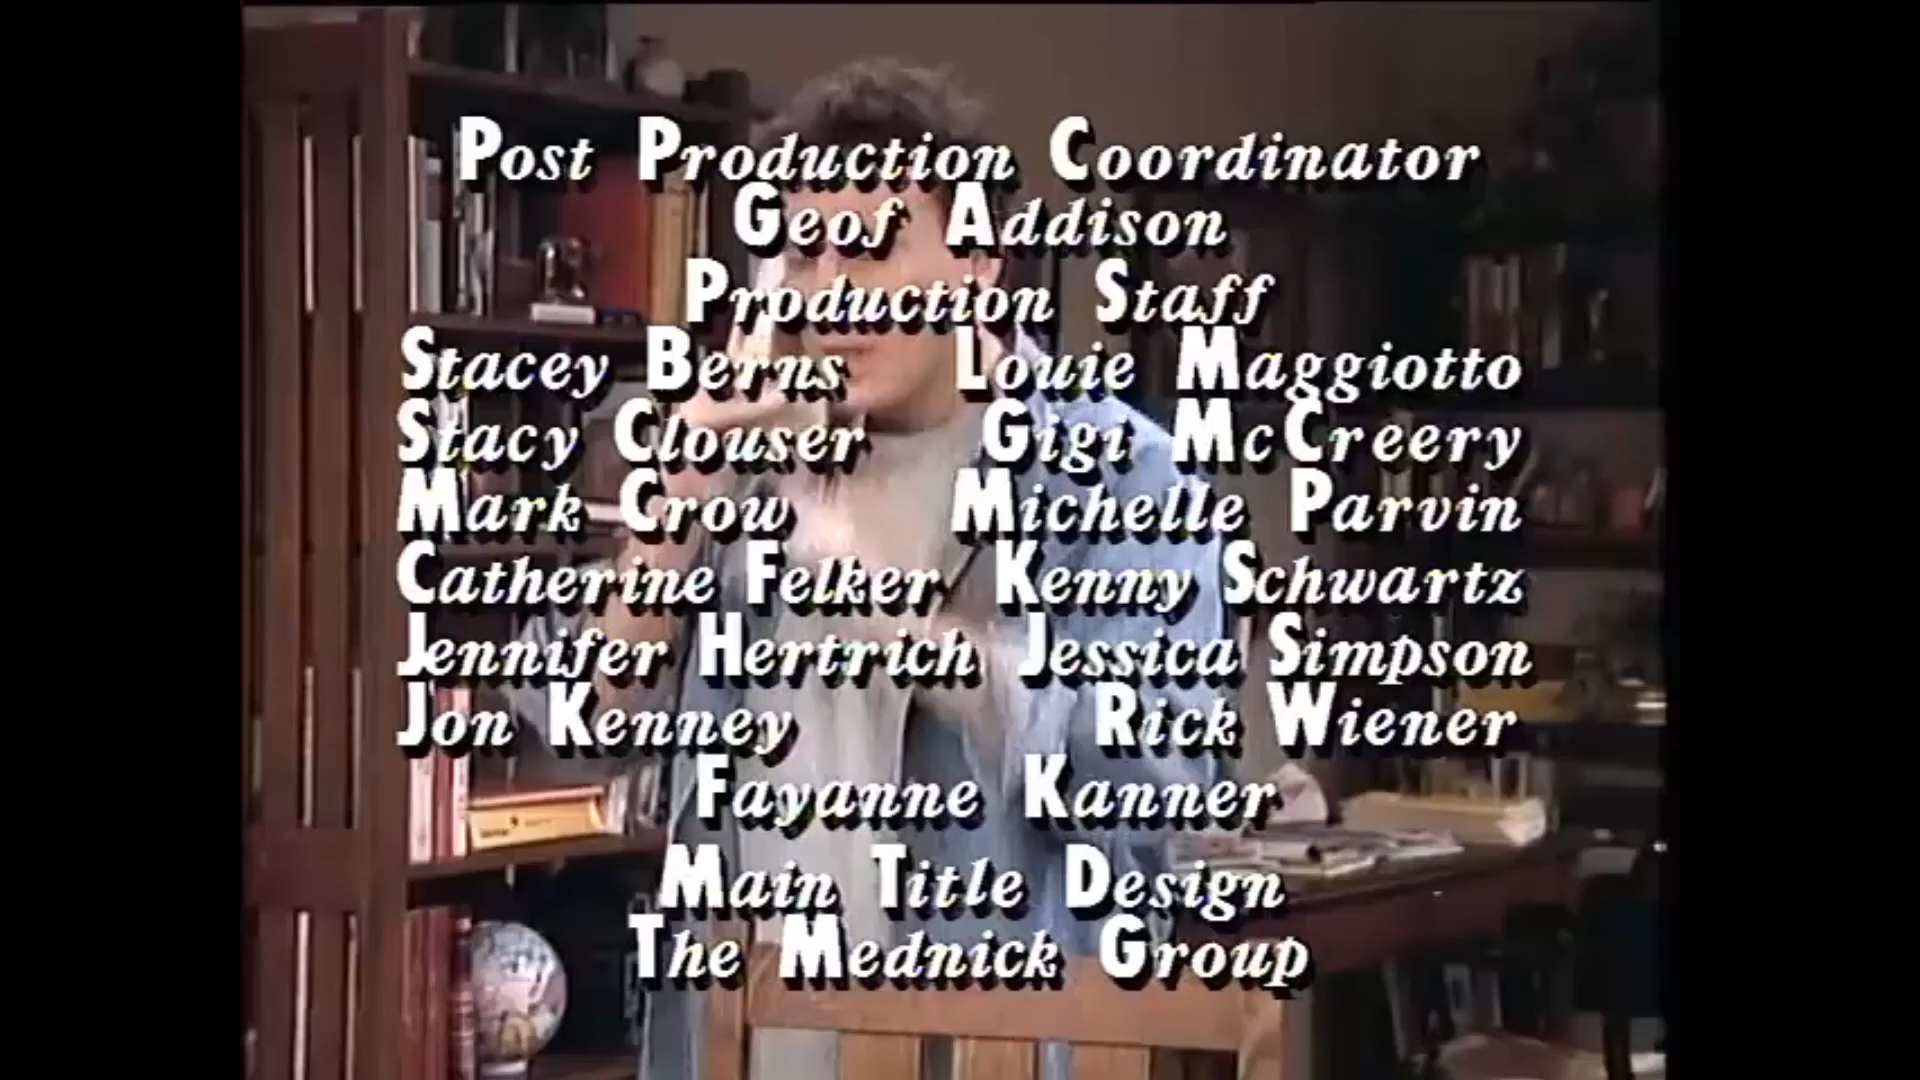 Post Production Coordinator
Geof Addison
Production Staff
Stacey Berns Louie Maggiotto
Stacy Clouser Gigi McCreery
Mark Crow Michelle Parvin
Catherine Felker Kenny Schwartz
Jennifer Hertrich Jessica Simpson
Jon Kenney Rick Wiener
Fayanne Kanner
Main Title Design
The Mednick Group